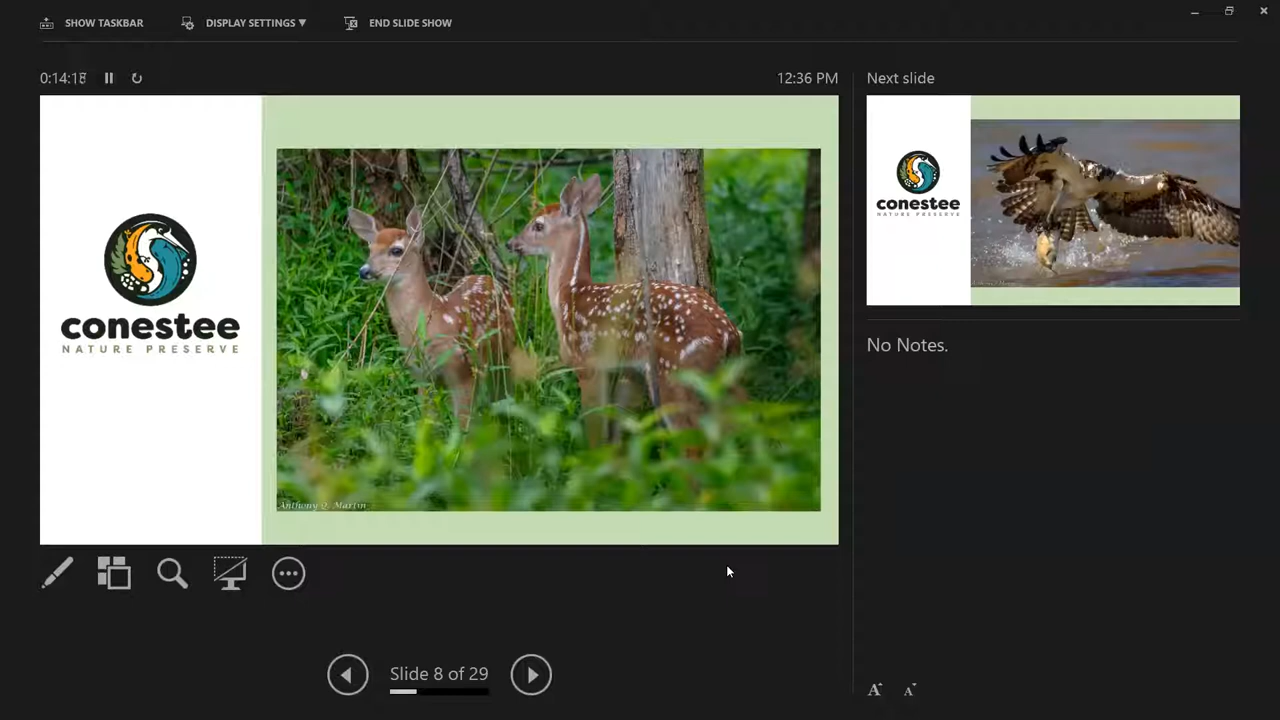 SHOW TASKBAR
DISPLAY SETTINGS ▼
END SLIDE SHOW
0:14:18
12:36 PM
Next slide
conestee
NATURE PRESERVE
Anthony Q. Martin
conestee
NATURE PRESERVE
No Notes.
Slide 8 of 29
A A